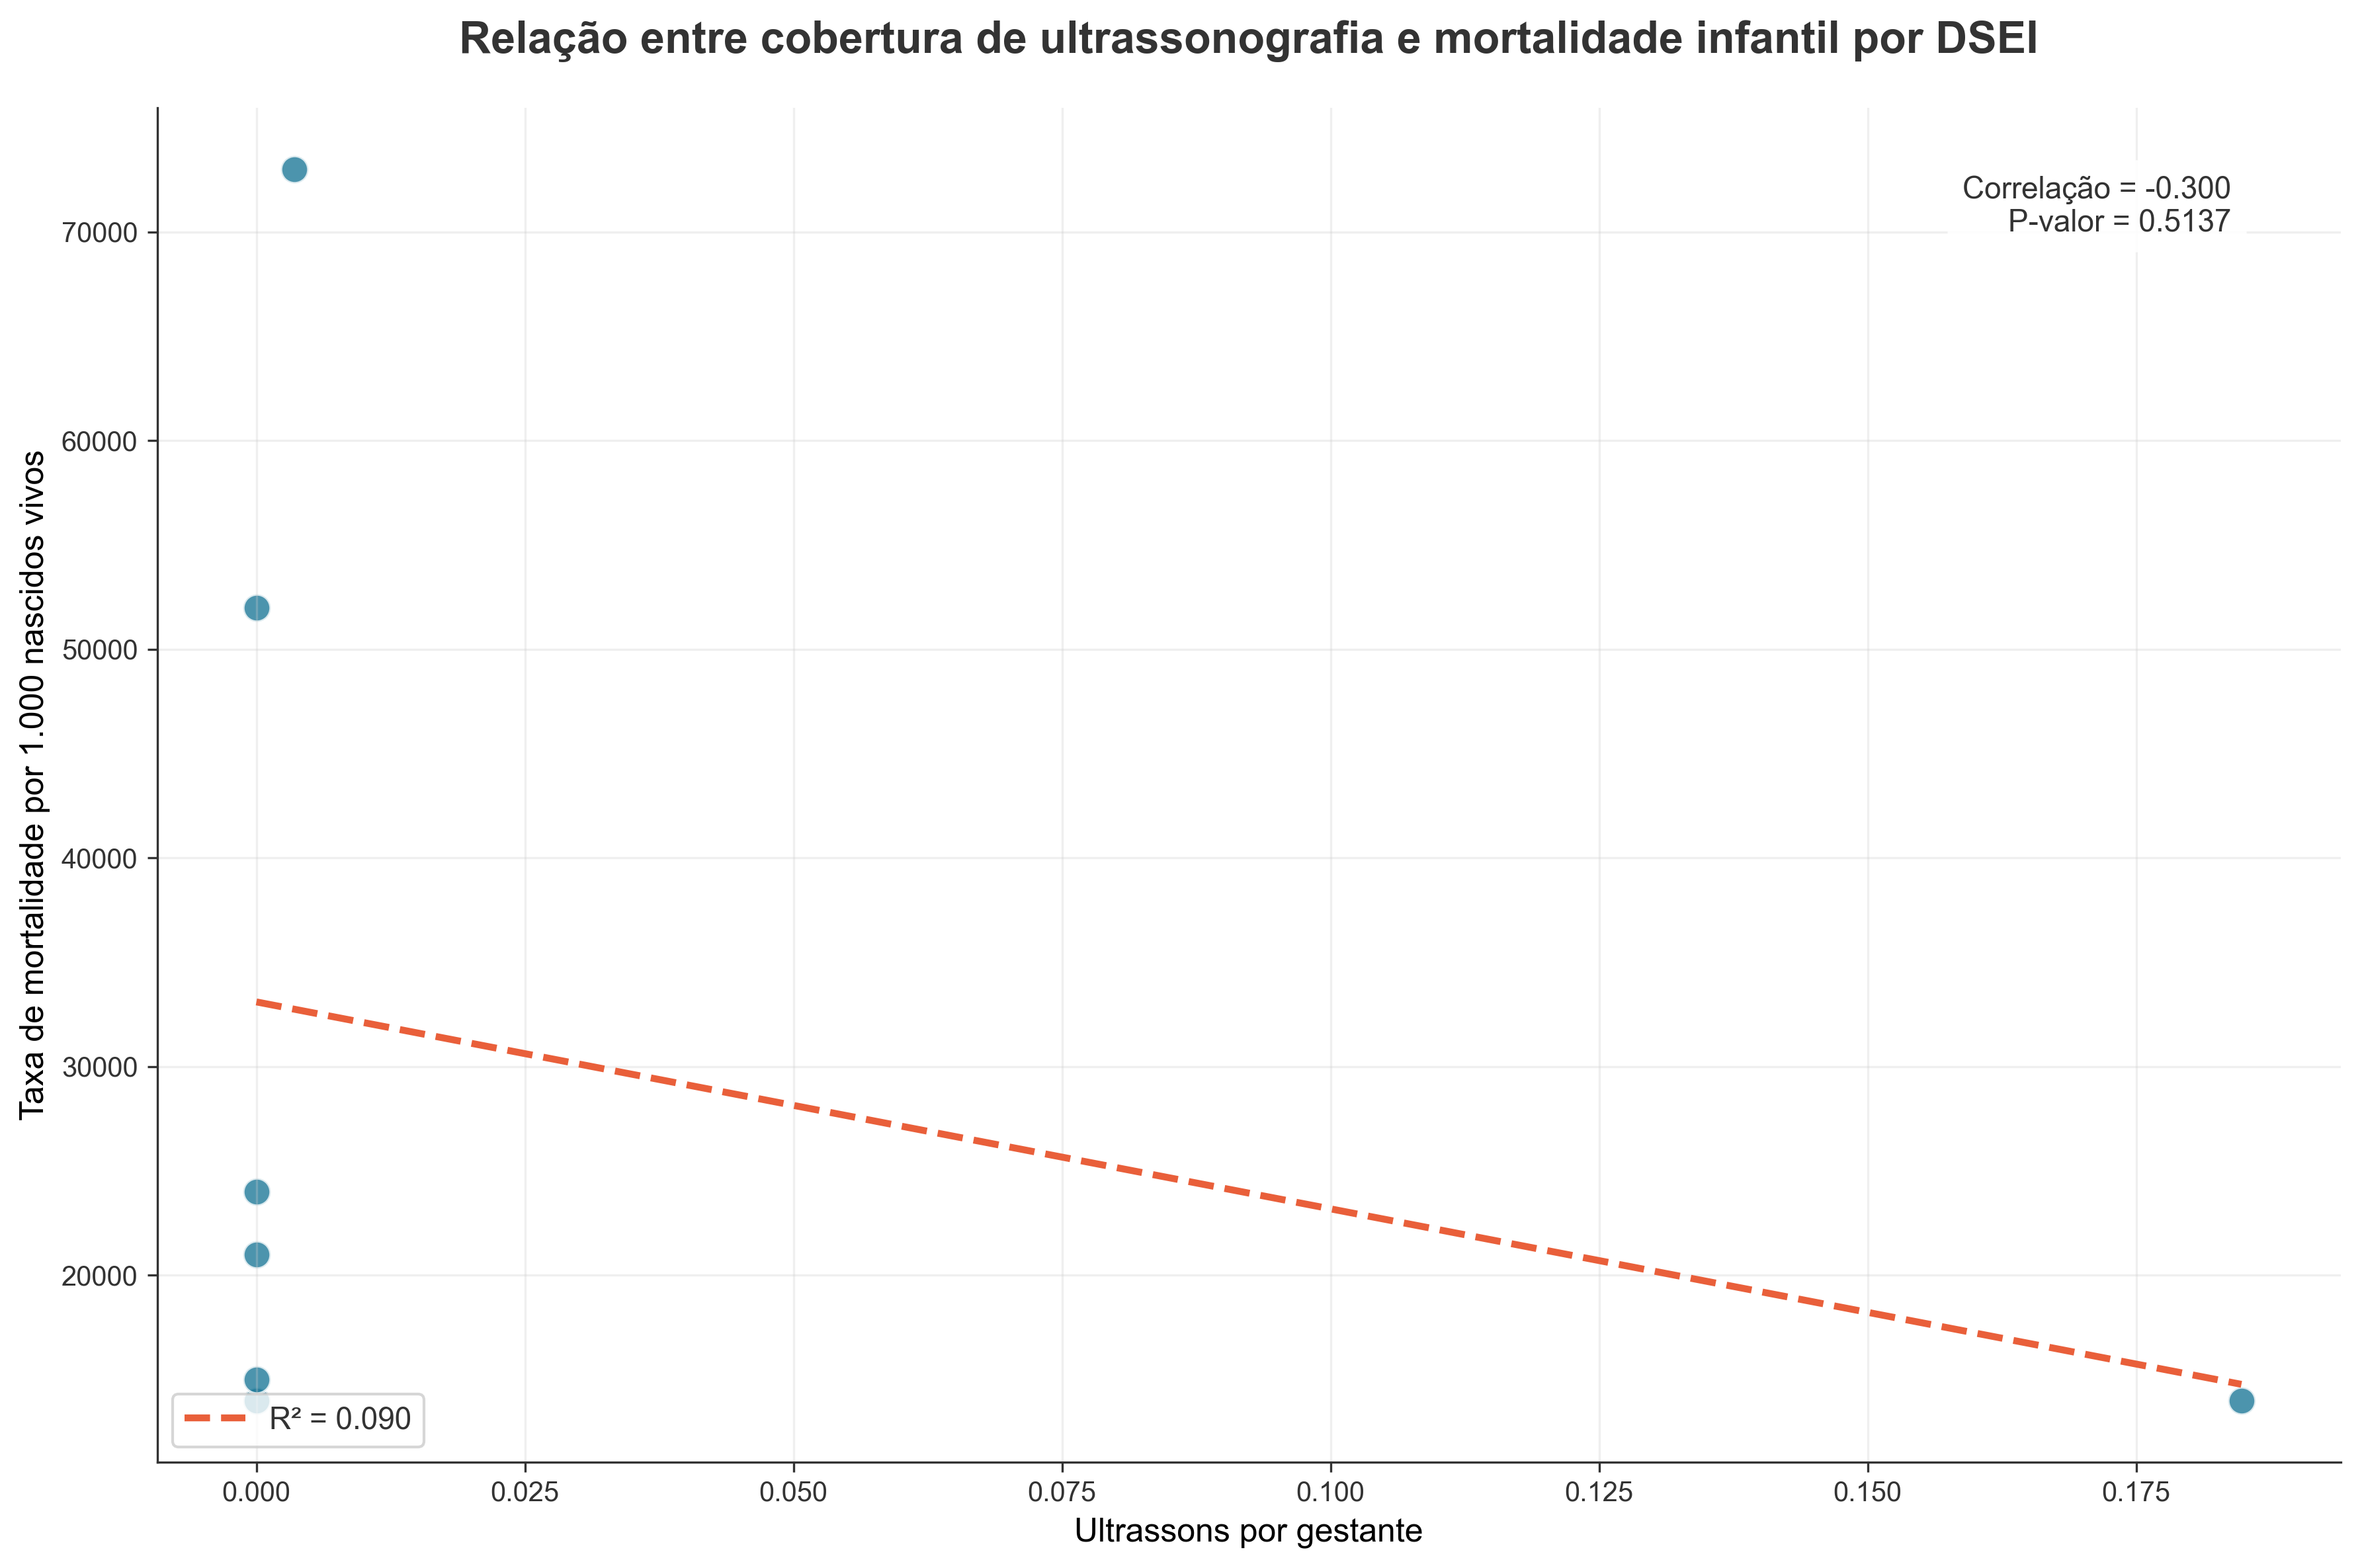 Relação entre cobertura de ultrassonografia e mortalidade infantil por DSEI
Correlação = -0.300
P-valor = 0.5137
Taxa de mortalidade por 1.000 nascidos vivos
70000
60000
50000
40000
30000
20000
R² = 0.090
0.000
0.025
0.050
0.075
0.100
0.125
0.150
0.175
Ultrassons por gestante